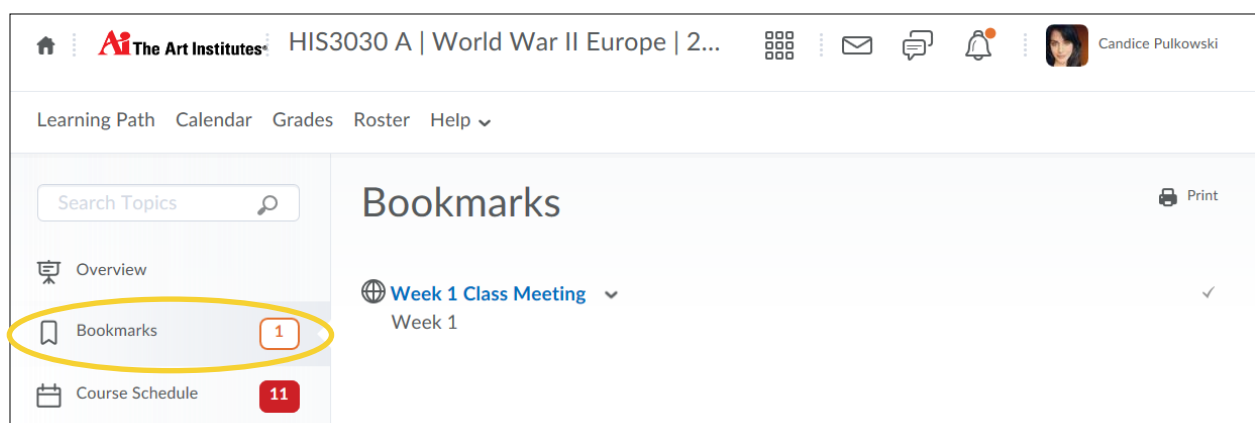 Ai The Art Institutes HIS3030 A | World War II Europe | 2... Candice Pulkowski
Learning Path Calendar Grades Roster Help
Search Topics
Bookmarks
Print
Overview
Week 1 Class Meeting
Week 1
Bookmarks 1
Course Schedule 11